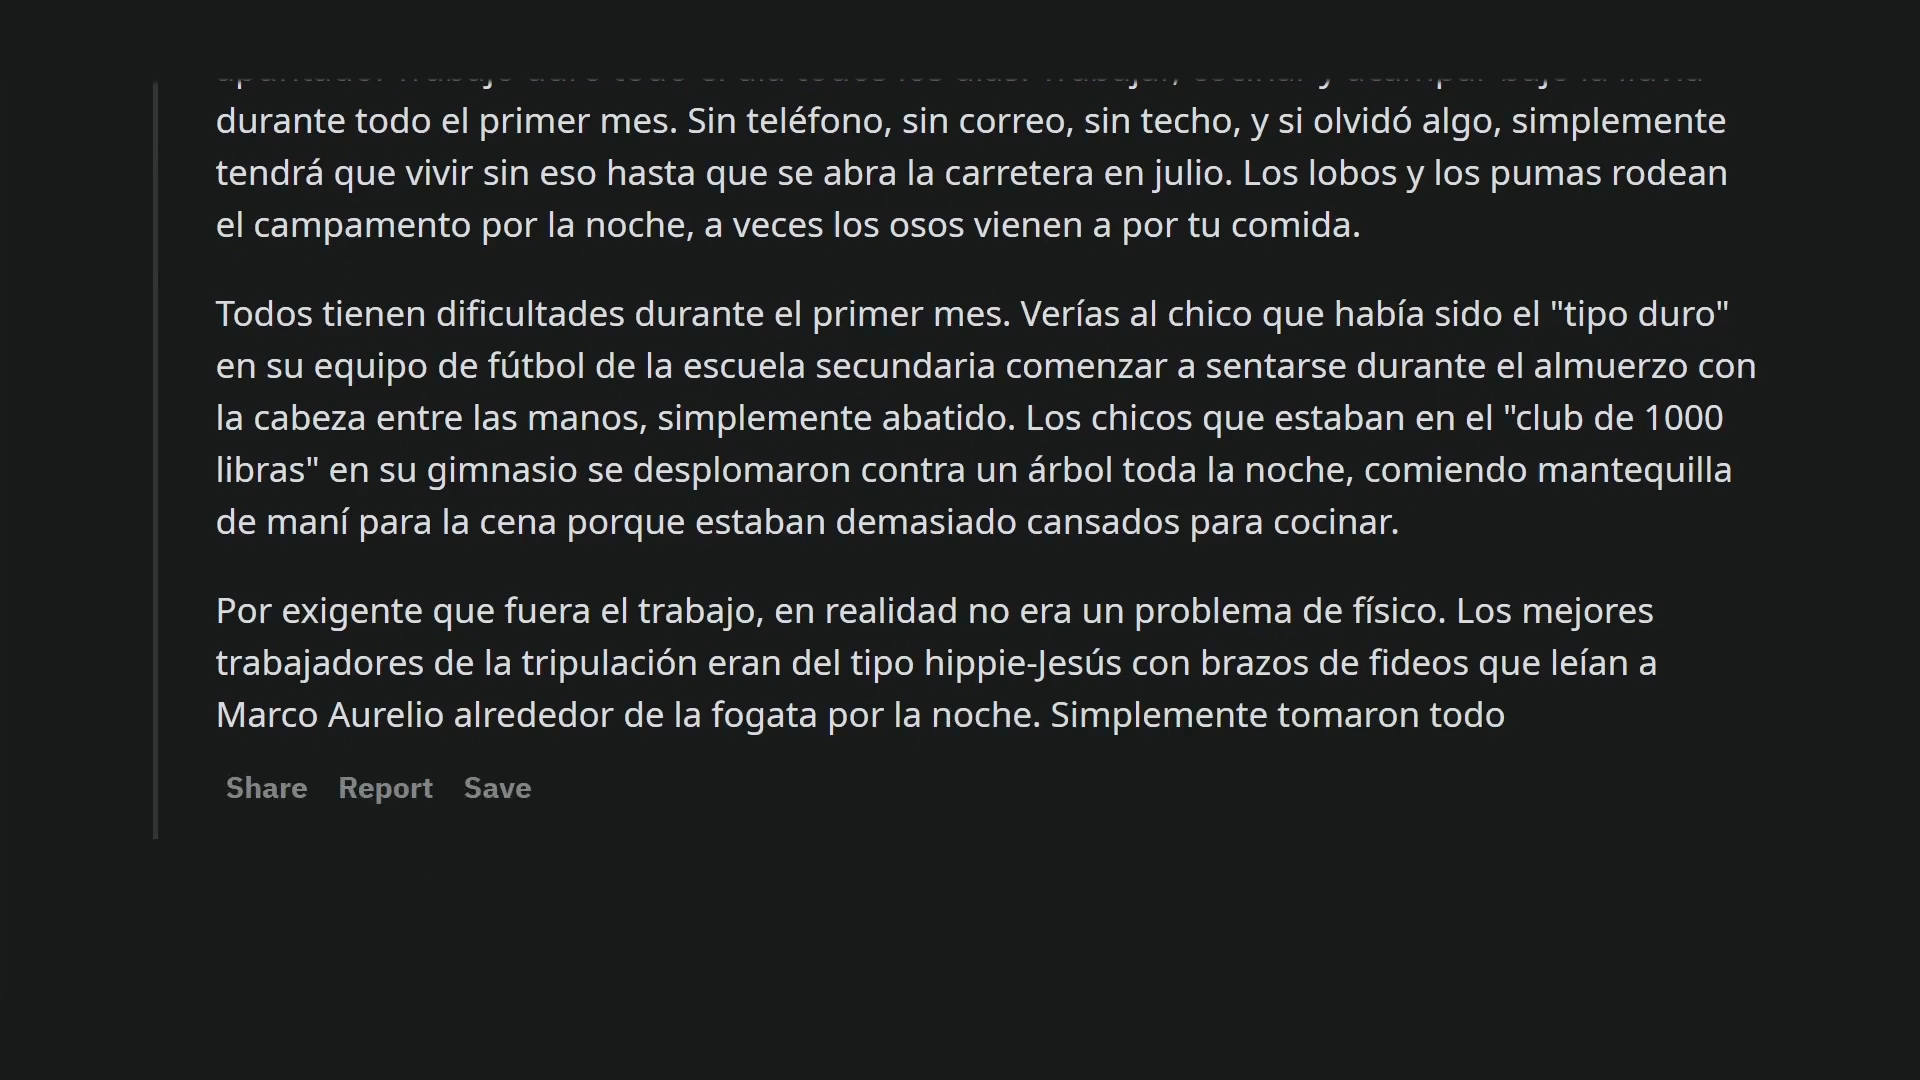 durante todo el primer mes. Sin teléfono, sin correo, sin techo, y si olvidó algo, simplemente
tendrá que vivir sin eso hasta que se abra la carretera en julio. Los lobos y los pumas rodean
el campamento por la noche, a veces los osos vienen a por tu comida.
Todos tienen dificultades durante el primer mes. Verías al chico que había sido el "tipo duro"
en su equipo de fútbol de la escuela secundaria comenzar a sentarse durante el almuerzo con
la cabeza entre las manos, simplemente abatido. Los chicos que estaban en el "club de 1000
libras" en su gimnasio se desplomaron contra un árbol toda la noche, comiendo mantequilla
de maní para la cena porque estaban demasiado cansados para cocinar.
Por exigente que fuera el trabajo, en realidad no era un problema de físico. Los mejores
trabajadores de la tripulación eran del tipo hippie-Jesús con brazos de fideos que leían a
Marco Aurelio alrededor de la fogata por la noche. Simplemente tomaron todo
Share Report Save